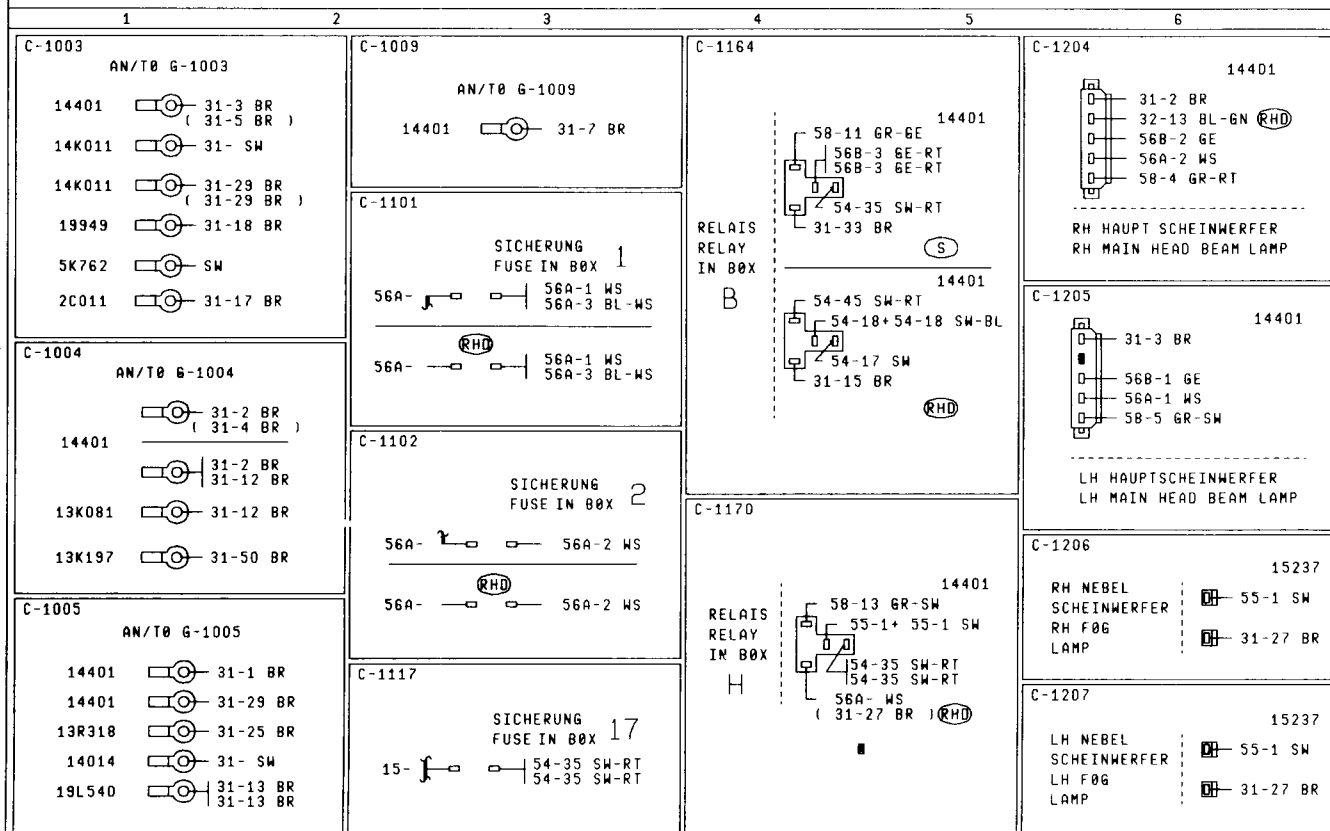 1 2 3 4 5 6
C-1003
AN/TØ G-1003
14401 31-3 BR
( 31-5 BR )
14K011 31- SW
14K011 31-29 BR
( 31-29 BR )
19949 31-18 BR
5K762 SW
2C011 31-17 BR
C-1004
AN/TØ G-1004
31-2 BR
( 31-4 BR )
14401
31-2 BR
31-12 BR
13K081 31-12 BR
13K197 31-50 BR
C-1005
AN/TØ G-1005
14401 31-1 BR
14401 31-29 BR
13R318 31-25 BR
14014 31- SW
19L540 31-13 BR
31-13 BR
C-1009
AN/TØ G-1009
14401 31-7 BR
C-1101
SICHERUNG
FUSE IN BØX 1
56A- 56A-1 WS
56A-3 BL-WS
RHD
56A- 56A-1 WS
56A-3 BL-WS
C-1102
SICHERUNG
FUSE IN BØX 2
56A- 56A-2 WS
RHD
56A- 56A-2 WS
C-1117
SICHERUNG
FUSE IN BØX 17
15- 54-35 SW-RT
54-35 SW-RT
C-1164
14401
58-11 GR-GE
56B-3 GE-RT
56B-3 GE-RT
54-35 SW-RT
31-33 BR
S
RELAIS
RELAY
IN BØX
B
14401
54-45 SW-RT
54-18+54-18 SW-BL
54-17 SW
31-15 BR
RHD
C-1170
14401
58-13 GR-SW
55-1+ 55-1 SW
RELAIS
RELAY
IN BØX
H
54-35 SW-RT
54-35 SW-RT
56A- WS
( 31-27 BR ) RHD
C-1204
14401
31-2 BR
32-13 BL-GN RHD
56B-2 GE
56A-2 WS
58-4 GR-RT
RH HAUPT SCHEINWERFER
RH MAIN HEAD BEAM LAMP
C-1205
14401
31-3 BR
56B-1 GE
56A-1 WS
58-5 GR-SW
LH HAUPTSCHEINWERFER
LH MAIN HEAD BEAM LAMP
C-1206
15237
RH NEBEL
SCHEINWERFER
RH FØG
LAMP
55-1 SW
31-27 BR
C-1207
15237
LH NEBEL
SCHEINWERFER
LH FØG
LAMP
55-1 SW
31-27 BR